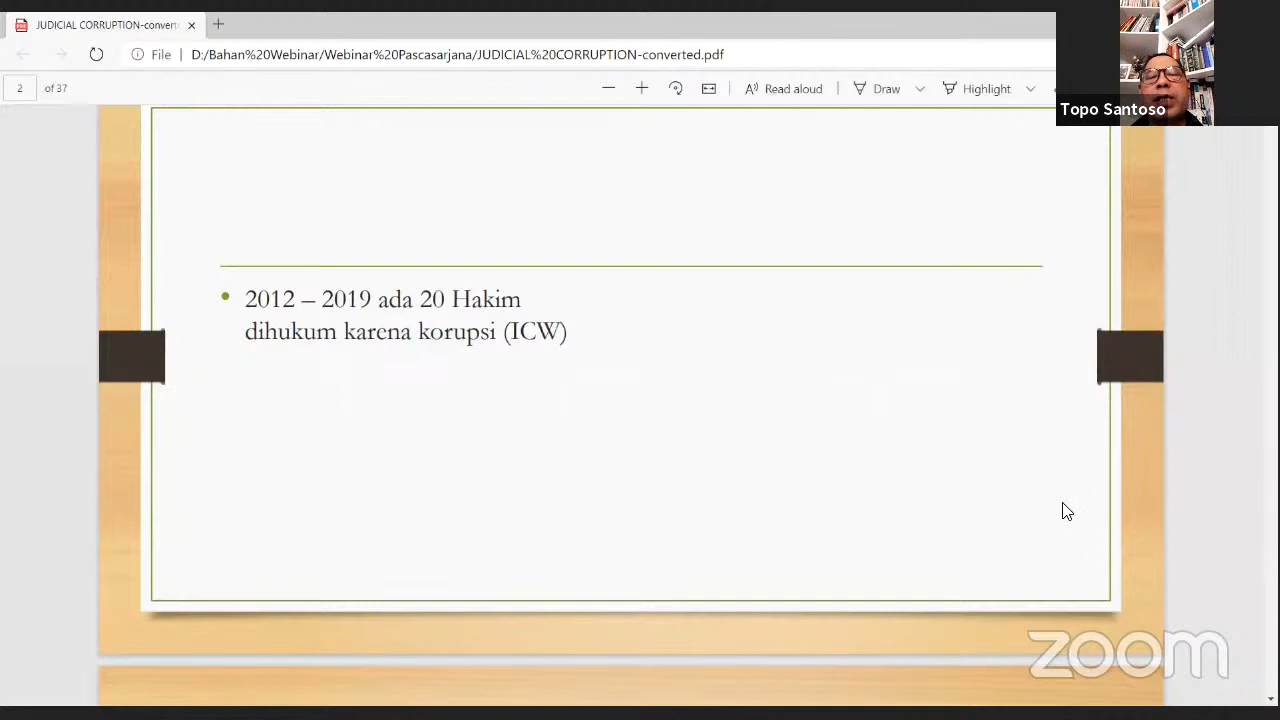 JUDICIAL CORRUPTION-convert
File
D:/Bahan%20Webinar/Webinar%20Pascasarjana/JUDICIAL%20CORRUPTION-converted.pdf
2 of 37
Read aloud
Draw
Highlight
Topo Santoso
• 2012 – 2019 ada 20 Hakim
dihukum karena korupsi (ICW)
zoom